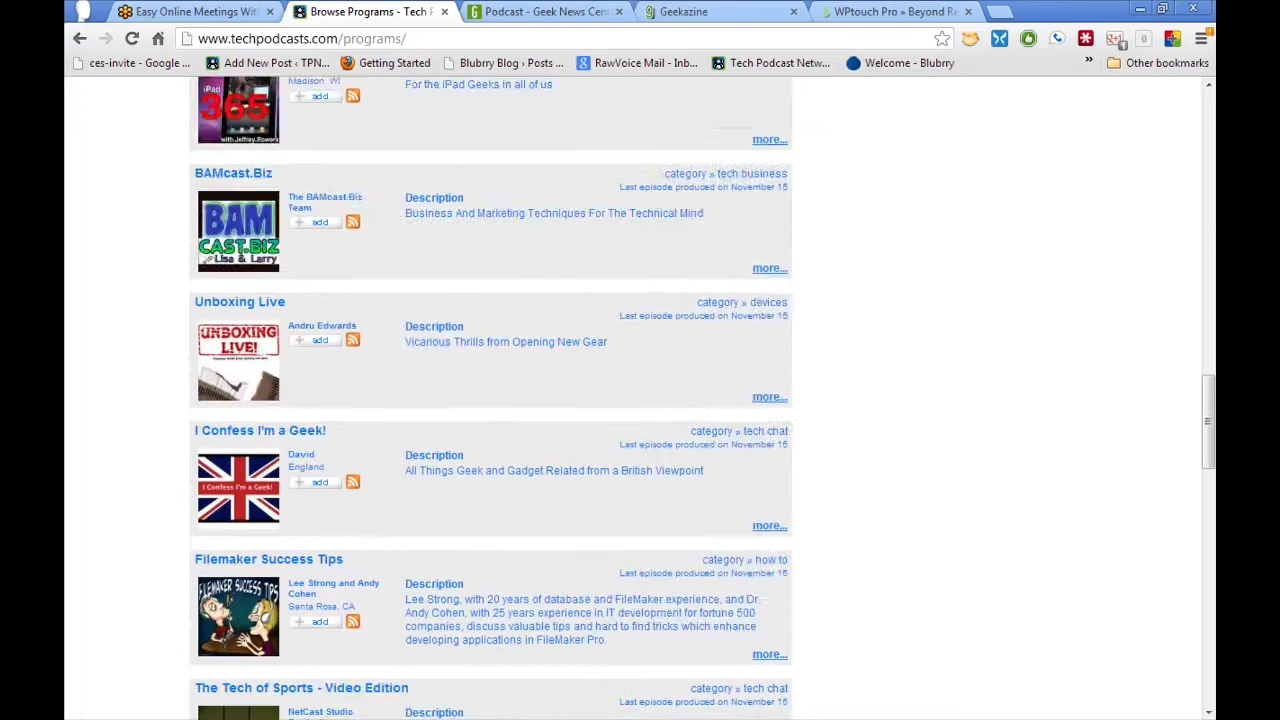 Easy Online Meetings Wit
Browse Programs - Tech P
Podcast - Geek News Cent
Geekazine
WPtouch Pro » Beyond Re
www.techpodcasts.com/programs/
ces-invite - Google ...
Add New Post ‹ TPN...
Getting Started
Blubrry Blog › Posts ...
RawVoice Mail - Inb...
Tech Podcast Netw...
Welcome - Blubrry
»
Other bookmarks
iPad
365
with Jeffrey Powers
Madison WI
add
For the iPad Geeks in all of us
more...
BAMcast.Biz
category » tech business
Last episode produced on November 15
BAM
CAST.BIZ
with Lisa & Larry
The BAMcast.Biz
Team
add
Description
Business And Marketing Techniques For The Technical Mind
more...
Unboxing Live
category » devices
Last episode produced on November 15
UNBOXING
LIVE!
Andru Edwards
add
Description
Vicarious Thrills from Opening New Gear
more...
I Confess I'm a Geek!
category » tech chat
Last episode produced on November 15
I Confess I'm a Geek!
David
England
add
Description
All Things Geek and Gadget Related from a British Viewpoint
more...
Filemaker Success Tips
category » how to
Last episode produced on November 15
FILEMAKER SUCCESS TIPS
Lee Strong and Andy
Cohen
Santa Rosa, CA
add
Description
Lee Strong, with 20 years of database and FileMaker experience, and Dr.
Andy Cohen, with 25 years experience in IT development for fortune 500
companies, discuss valuable tips and hard to find tricks which enhance
developing applications in FileMaker Pro.
more...
The Tech of Sports - Video Edition
category » tech chat
Last episode produced on November 15
NetCast Studio
Description